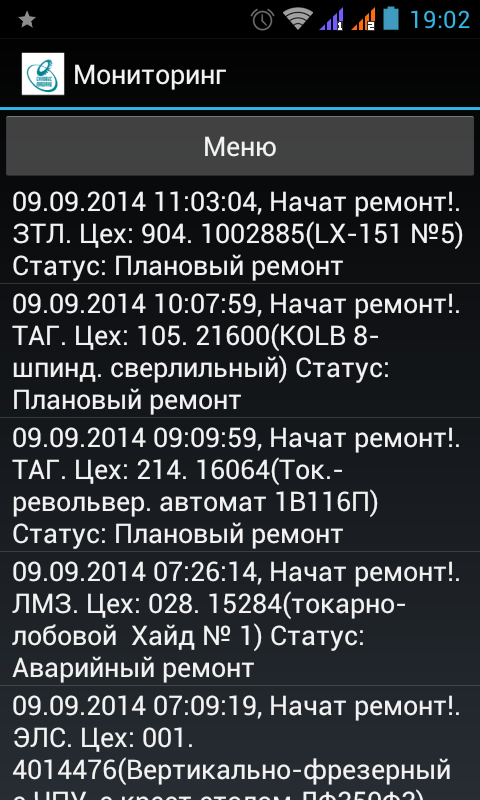 19:02
Мониторинг
Меню
09.09.2014 11:03:04, Начат ремонт!.
ЗТЛ. Цех: 904. 1002885(LX-151 №5)
Статус: Плановый ремонт
09.09.2014 10:07:59, Начат ремонт!.
ТАГ. Цех: 105. 21600(KOLB 8-
шпинд. сверлильный) Статус:
Плановый ремонт
09.09.2014 09:09:59, Начат ремонт!.
ТАГ. Цех: 214. 16064(Ток.-
револьвер. автомат 1В116П)
Статус: Плановый ремонт
09.09.2014 07:26:14, Начат ремонт!.
ЛМЗ. Цех: 028. 15284(токарно-
лобовой  Хайд № 1) Статус:
Аварийный ремонт
09.09.2014 07:09:19, Начат ремонт!.
ЭЛС. Цех: 001.
4014476(Вертикально-фрезерный
с ЧПУ с крест столом ЛФ260Ф3)